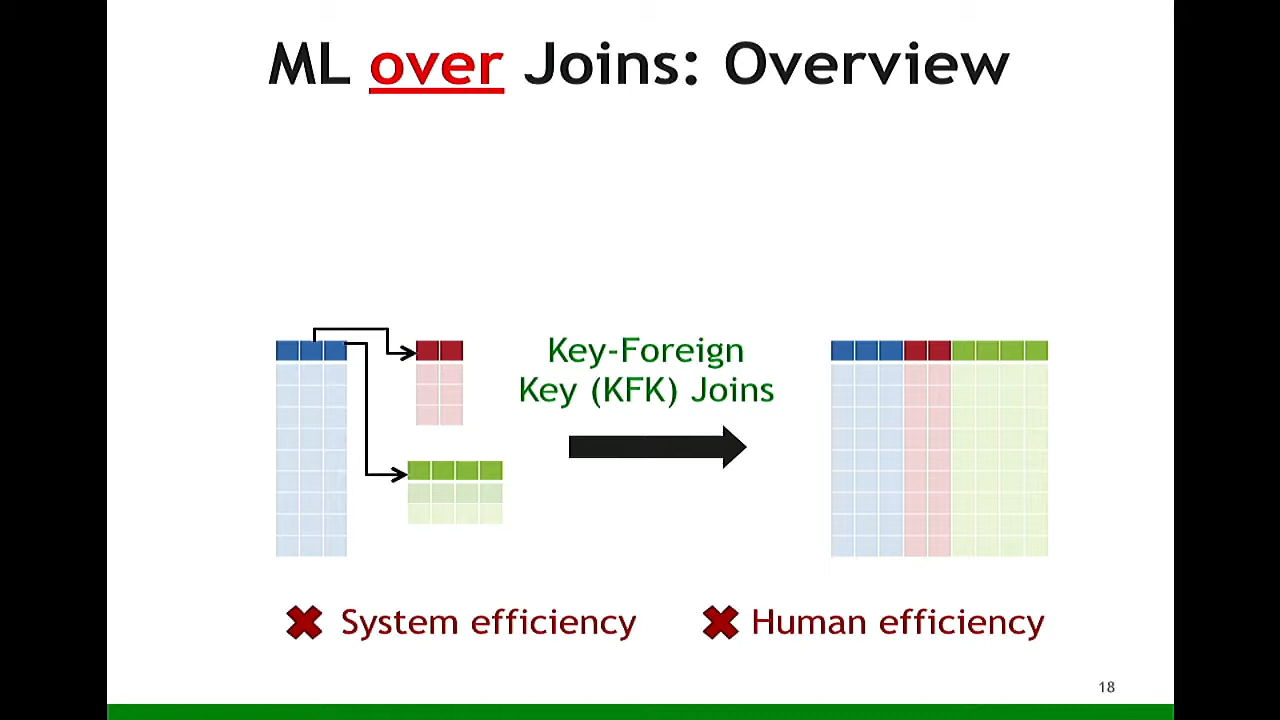 ML over Joins: Overview
Key-Foreign
Key (KFK) Joins
System efficiency
Human efficiency
18